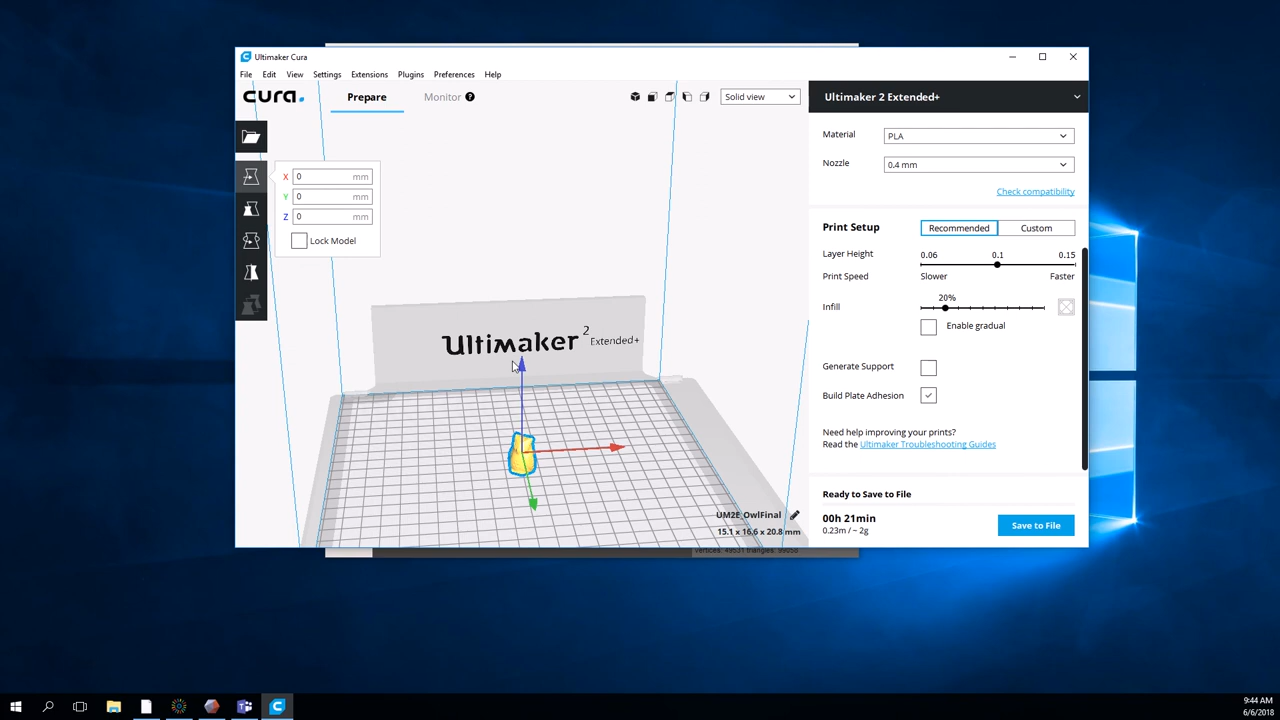 Ultimaker Cura
File Edit View Settings Extensions Plugins Preferences Help
cura.
Prepare Monitor ?
Solid view
Ultimaker 2 Extended+
X 0 mm
Y 0 mm
Z 0 mm
Lock Model
Material PLA
Nozzle 0.4 mm
Check compatibility
Print Setup Recommended Custom
Layer Height 0.06 0.1 0.15
Print Speed Slower Faster
20%
Infill
Enable gradual
Generate Support
Build Plate Adhesion
Need help improving your prints?
Read the Ultimaker Troubleshooting Guides
Ultimaker 2 Extended+
UM2E_OwlFinal
15.1 x 16.6 x 20.8 mm
Ready to Save to File
00h 21min
0.23m / ~ 2g
Save to File
9:44 AM
6/6/2018